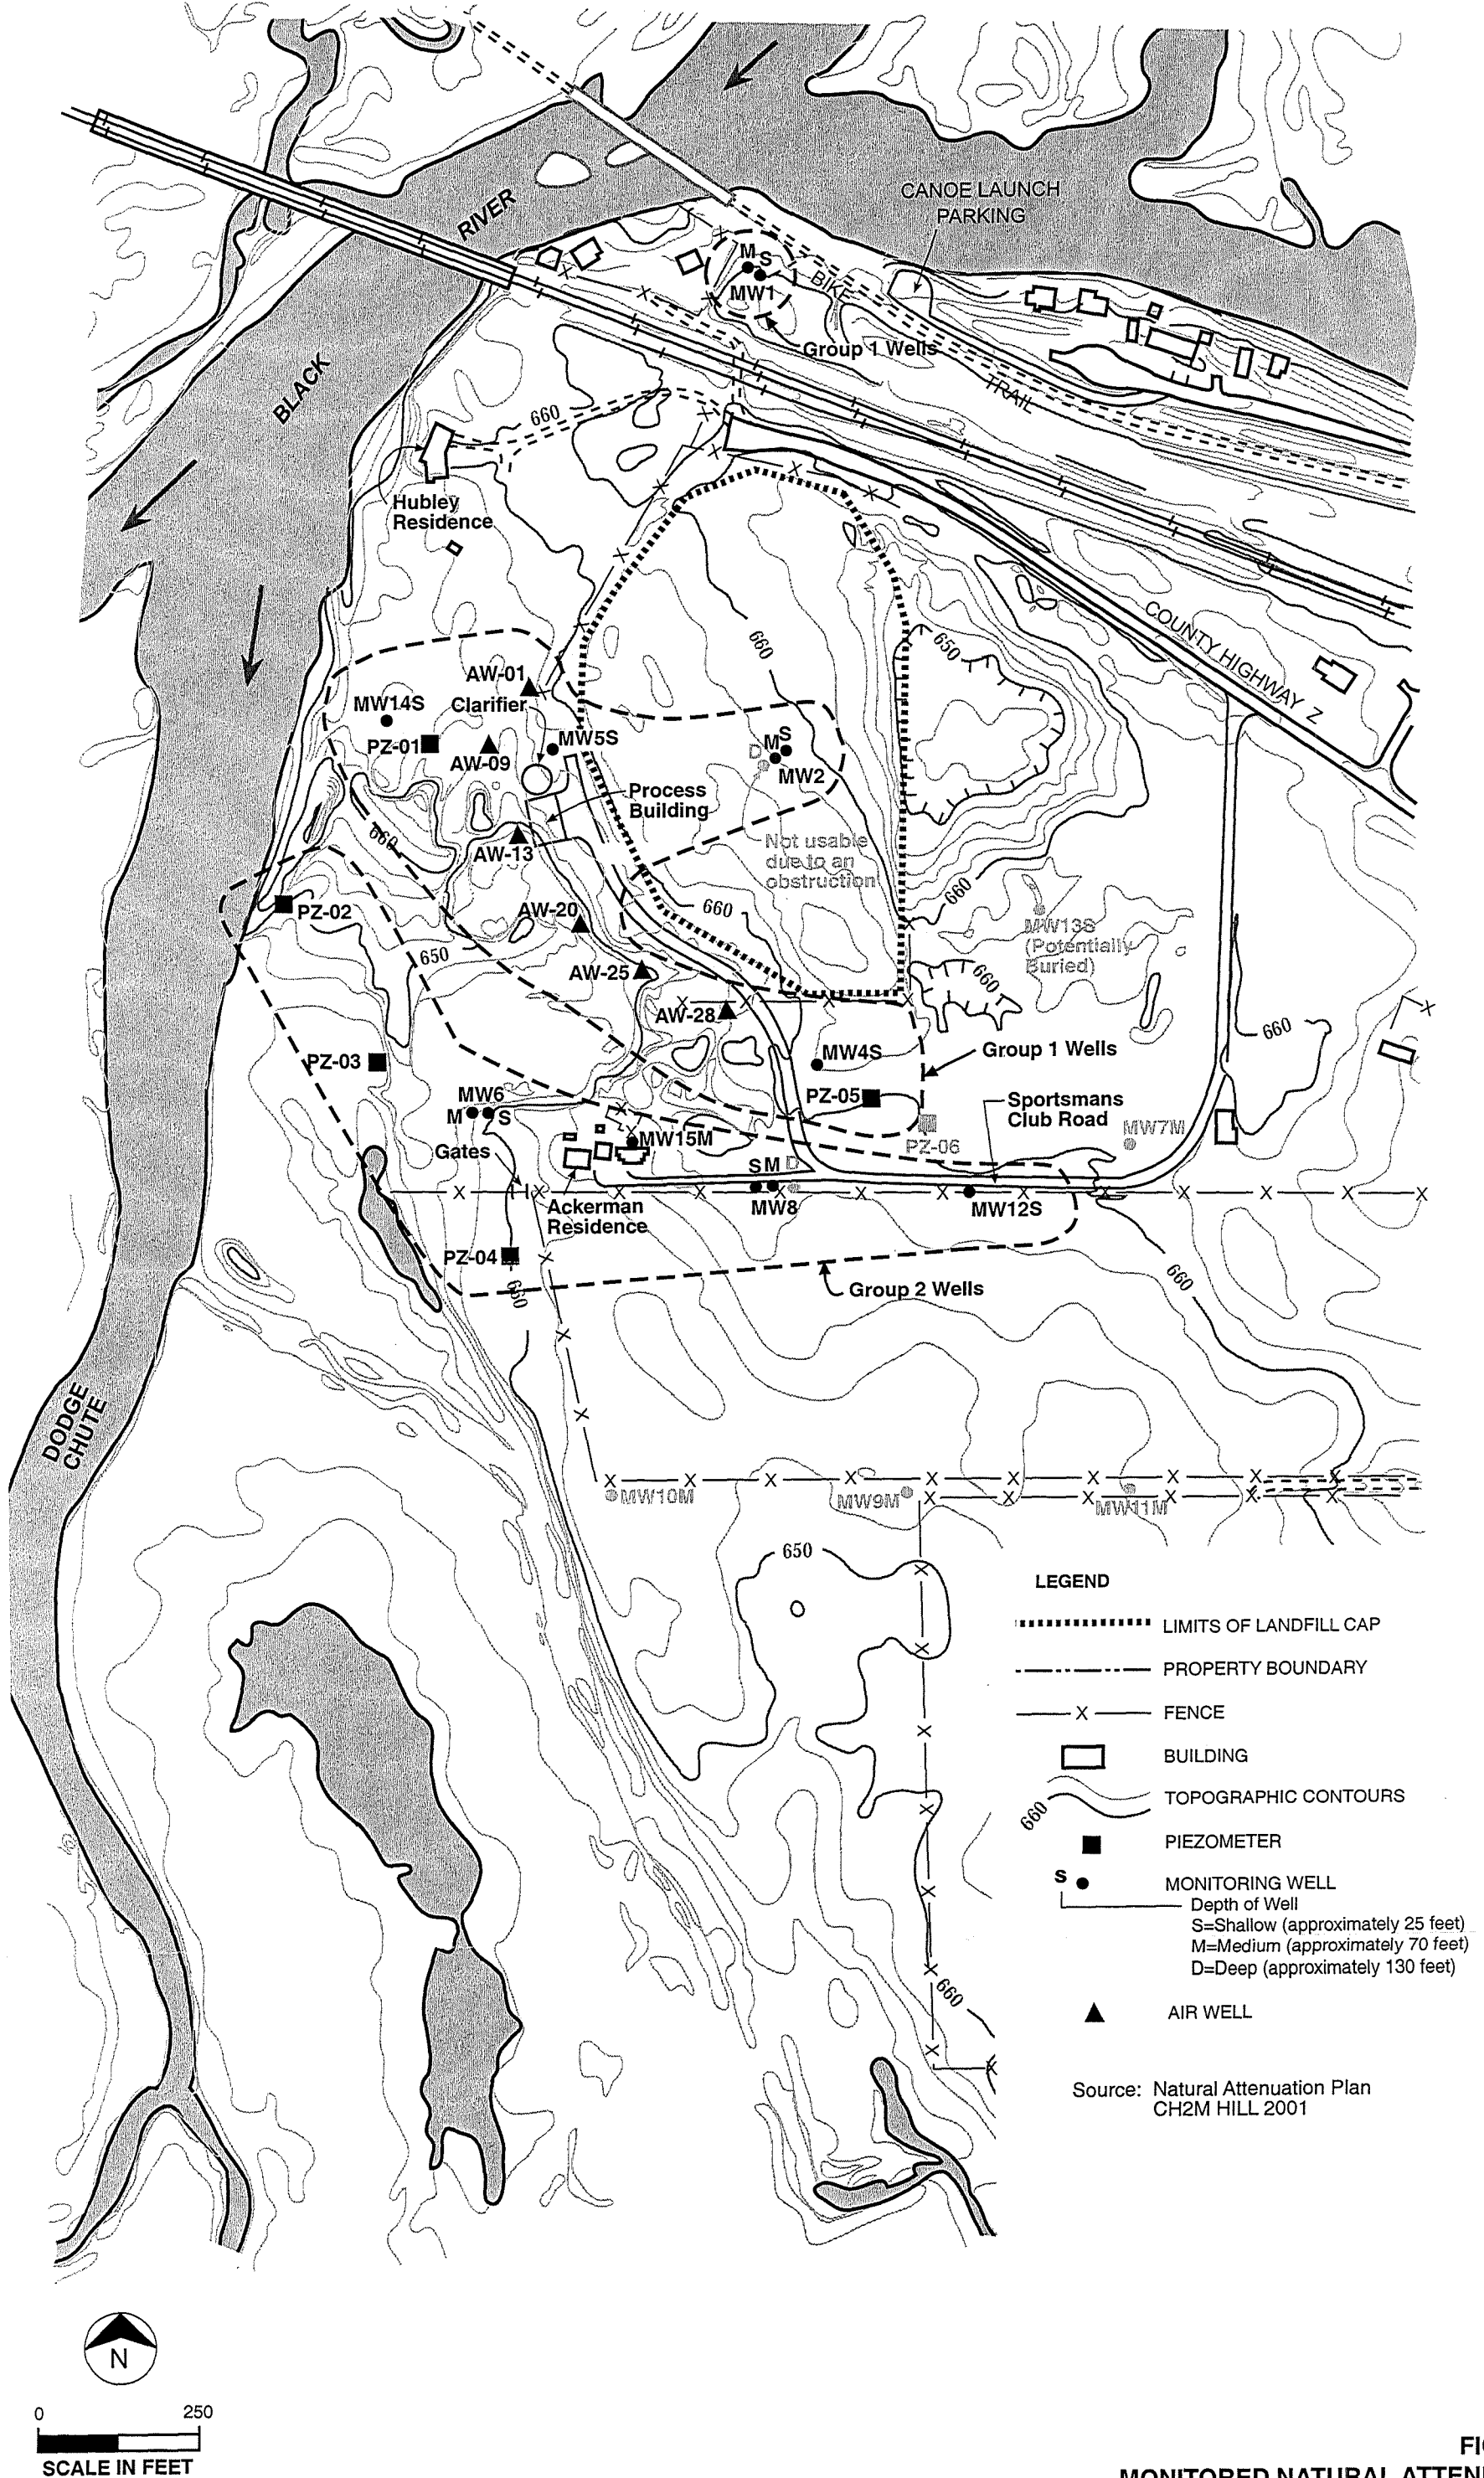 CANOE LAUNCH
PARKING
RIVER
M
S
MW1
BIKE
Group 1 Wells
TRAIL
BLACK
660
Hubley
Residence
COUNTY HIGHWAY Z
660
650
AW-01
Clarifier
MW14S
PZ-01
AW-09
MW5S
D
M
S
MW2
Process
Building
660
AW-13
Not usable
due to an
obstruction
660
MW13S
(Potentially
Buried)
PZ-02
AW-20
660
650
AW-25
660
AW-28
660
MW4S
Group 1 Wells
PZ-03
PZ-05
Sportsmans
Club Road
MW6
M
S
PZ-06
MW7M
MW15M
Gates
S M D
MW8
MW12S
Ackerman
Residence
PZ-04
660
Group 2 Wells
660
DODGE
CHUTE
MW10M
MW9M
MW11M
650
LEGEND
LIMITS OF LANDFILL CAP
PROPERTY BOUNDARY
X
FENCE
BUILDING
660
TOPOGRAPHIC CONTOURS
PIEZOMETER
S
MONITORING WELL
Depth of Well
S=Shallow (approximately 25 feet)
M=Medium (approximately 70 feet)
D=Deep (approximately 130 feet)
660
AIR WELL
Source: Natural Attenuation Plan
CH2M HILL 2001
N
0 250
SCALE IN FEET